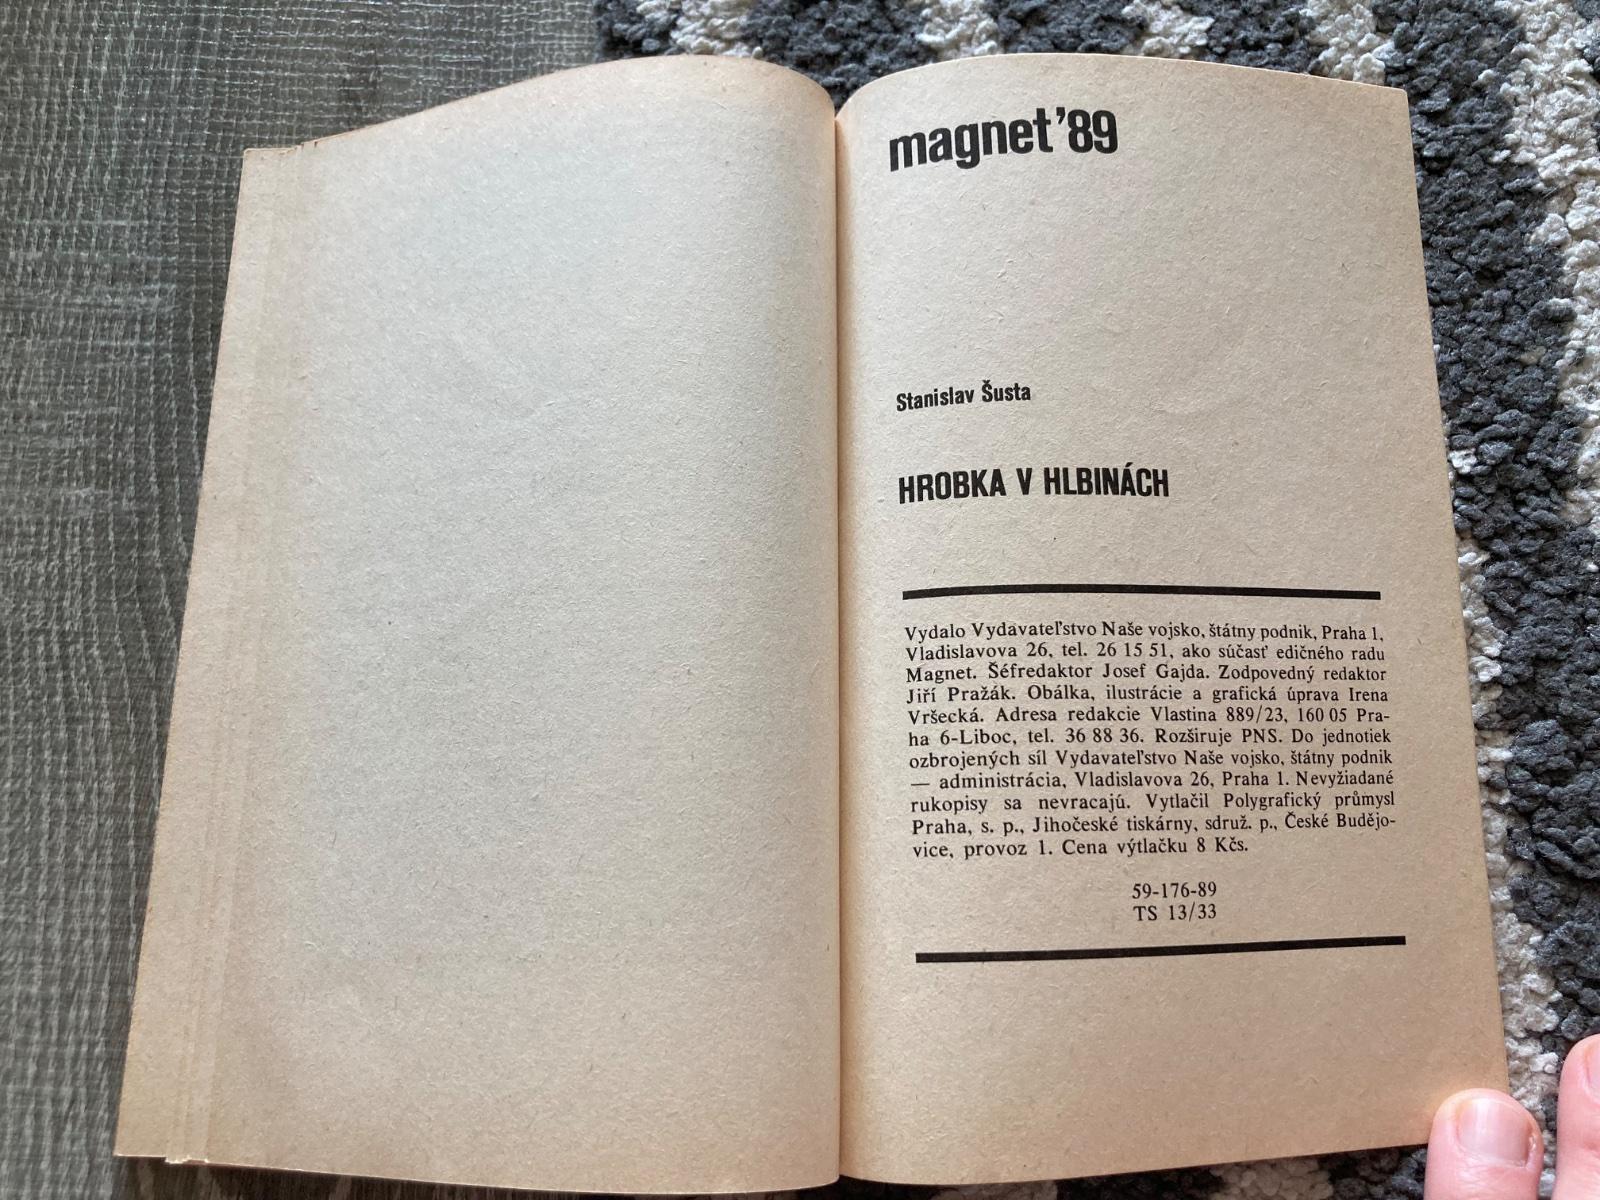 magnet'89
Stanislav Šusta
HROBKA V HLBINÁCH
Vydalo Vydavateľstvo Naše vojsko, štátny podnik, Praha 1,
Vladislavova 26, tel. 26 15 51, ako súčasť edičného radu
Magnet. Šéfredaktor Josef Gajda. Zodpovedný redaktor
Jiří Pražák. Obálka, ilustrácie a grafická úprava Irena
Vršecká. Adresa redakcie Vlastina 889/23, 160 05 Pra-
ha 6-Liboc, tel. 36 88 36. Rozširuje PNS. Do jednotiek
ozbrojených síl Vydavateľstvo Naše vojsko, štátny podnik
— administrácia, Vladislavova 26, Praha 1. Nevyžiadané
rukopisy sa nevracajú. Vytlačil Polygrafický průmysl
Praha, s. p., Jihočeské tiskárny, sdruž. p., České Budějo-
vice, provoz 1. Cena výtlačku 8 Kčs.
59-176-89
TS 13/33